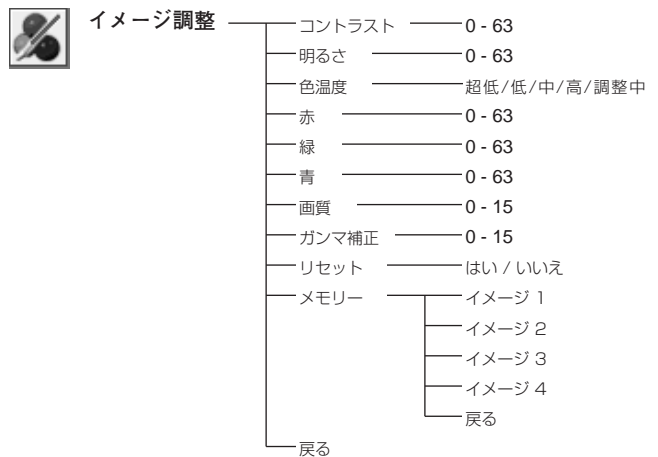 イメージ調整
コントラスト 0 - 63
明るさ 0 - 63
色温度 超低/低/中/高/調整中
赤 0 - 63
緑 0 - 63
青 0 - 63
画質 0 - 15
ガンマ補正 0 - 15
リセット はい / いいえ
メモリー イメージ 1
イメージ 2
イメージ 3
イメージ 4
戻る
戻る